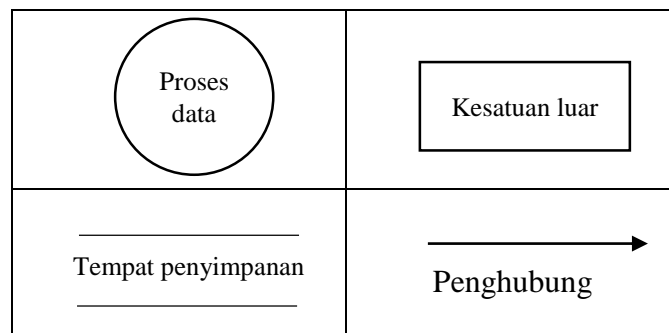 Proses
data
Kesatuan luar
Tempat penyimpanan
Penghubung